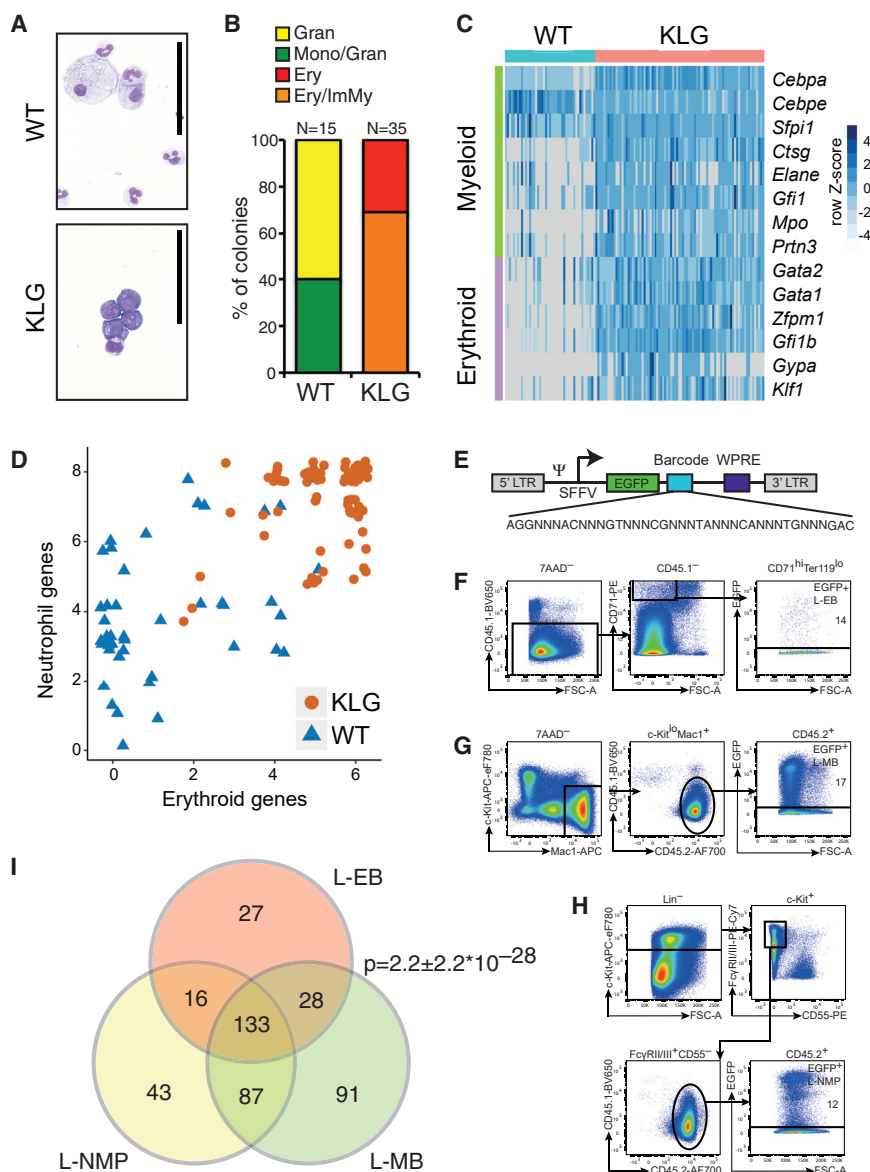 A
WT
KLG
B
Gran
Mono/Gran
Ery
Ery/ImMy
N=15 N=35
100
80
60
40
20
0
% of colonies
WT KLG
C
WT KLG
Myeloid
Erythroid
Cebpa
Cebpe
Sfpi1
Ctsg
Elane
Gfi1
Mpo
Prtn3
Gata2
Gata1
Zfpm1
Gfi1b
Gypa
Klf1
row Z-score
4
2
0
-2
-4
D
Neutrophil genes
8
6
4
2
0
0 2 4 6
Erythroid genes
KLG
WT
E
Barcode WPRE
5' LTR Ψ SFFV EGFP 3' LTR
AGGNNNACNNNGTNNNCGNNNTANNNCANNNTGNNNGAC
F
7AAD– CD45.1– CD71hiTer119lo
CD45.1-BV650
CD71-PE
EGFP
EGFP+
L-EB
14
FSC-A FSC-A FSC-A
G
7AAD– c-KitloMac1+ CD45.2+
c-Kit-APC-eF780
CD45.1-BV650
EGFP
EGFP+
L-MB
17
Mac1-APC CD45.2-AF700 FSC-A
H
Lin– c-Kit+
c-Kit-APC-eF780
FcγRII/III-PE-Cy7
FSC-A CD55-PE
FcγRII/III+CD55– CD45.2+
CD45.1-BV650
EGFP
EGFP+
L-NMP
12
CD45.2-AF700 FSC-A
I
L-EB
27
p=2.2±2.2*10–28
16 28
133
43 87 91
L-NMP L-MB